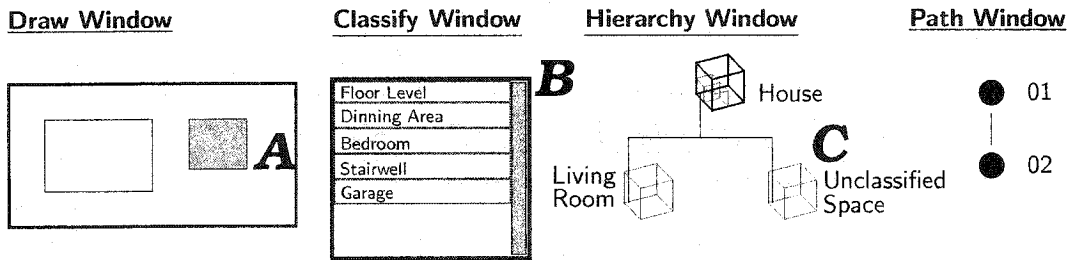 Draw Window
Classify Window
Hierarchy Window
Path Window
A
Floor Level
Dinning Area
Bedroom
Stairwell
Garage
B
House
C
Living
Room
Unclassified
Space
01
02